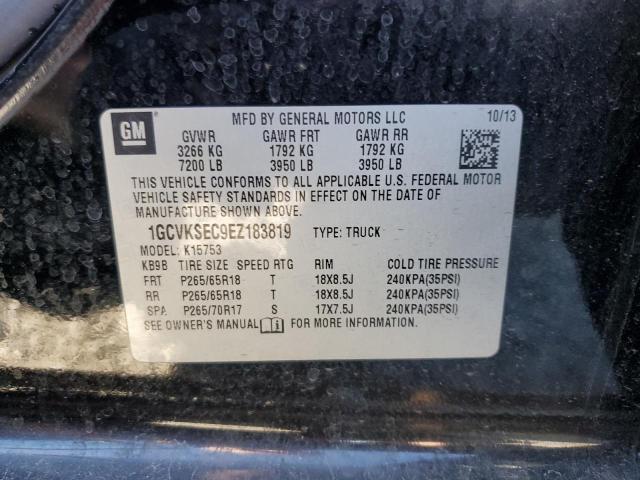 GM
MFD BY GENERAL MOTORS LLC 10/13
GVWR GAWR FRT GAWR RR
3266 KG 1792 KG 1792 KG
7200 LB 3950 LB 3950 LB
THIS VEHICLE CONFORMS TO ALL APPLICABLE U.S. FEDERAL MOTOR
VEHICLE SAFETY STANDARDS IN EFFECT ON THE DATE OF
MANUFACTURE SHOWN ABOVE.
1GCVKSEC9EZ183819 TYPE: TRUCK
MODEL: K15753
KB9B TIRE SIZE SPEED RTG RIM COLD TIRE PRESSURE
FRT P265/65R18 T 18X8.5J 240KPA(35PSI)
RR P265/65R18 T 18X8.5J 240KPA(35PSI)
SPA P265/70R17 S 17X7.5J 240KPA(35PSI)
SEE OWNER'S MANUAL FOR MORE INFORMATION.